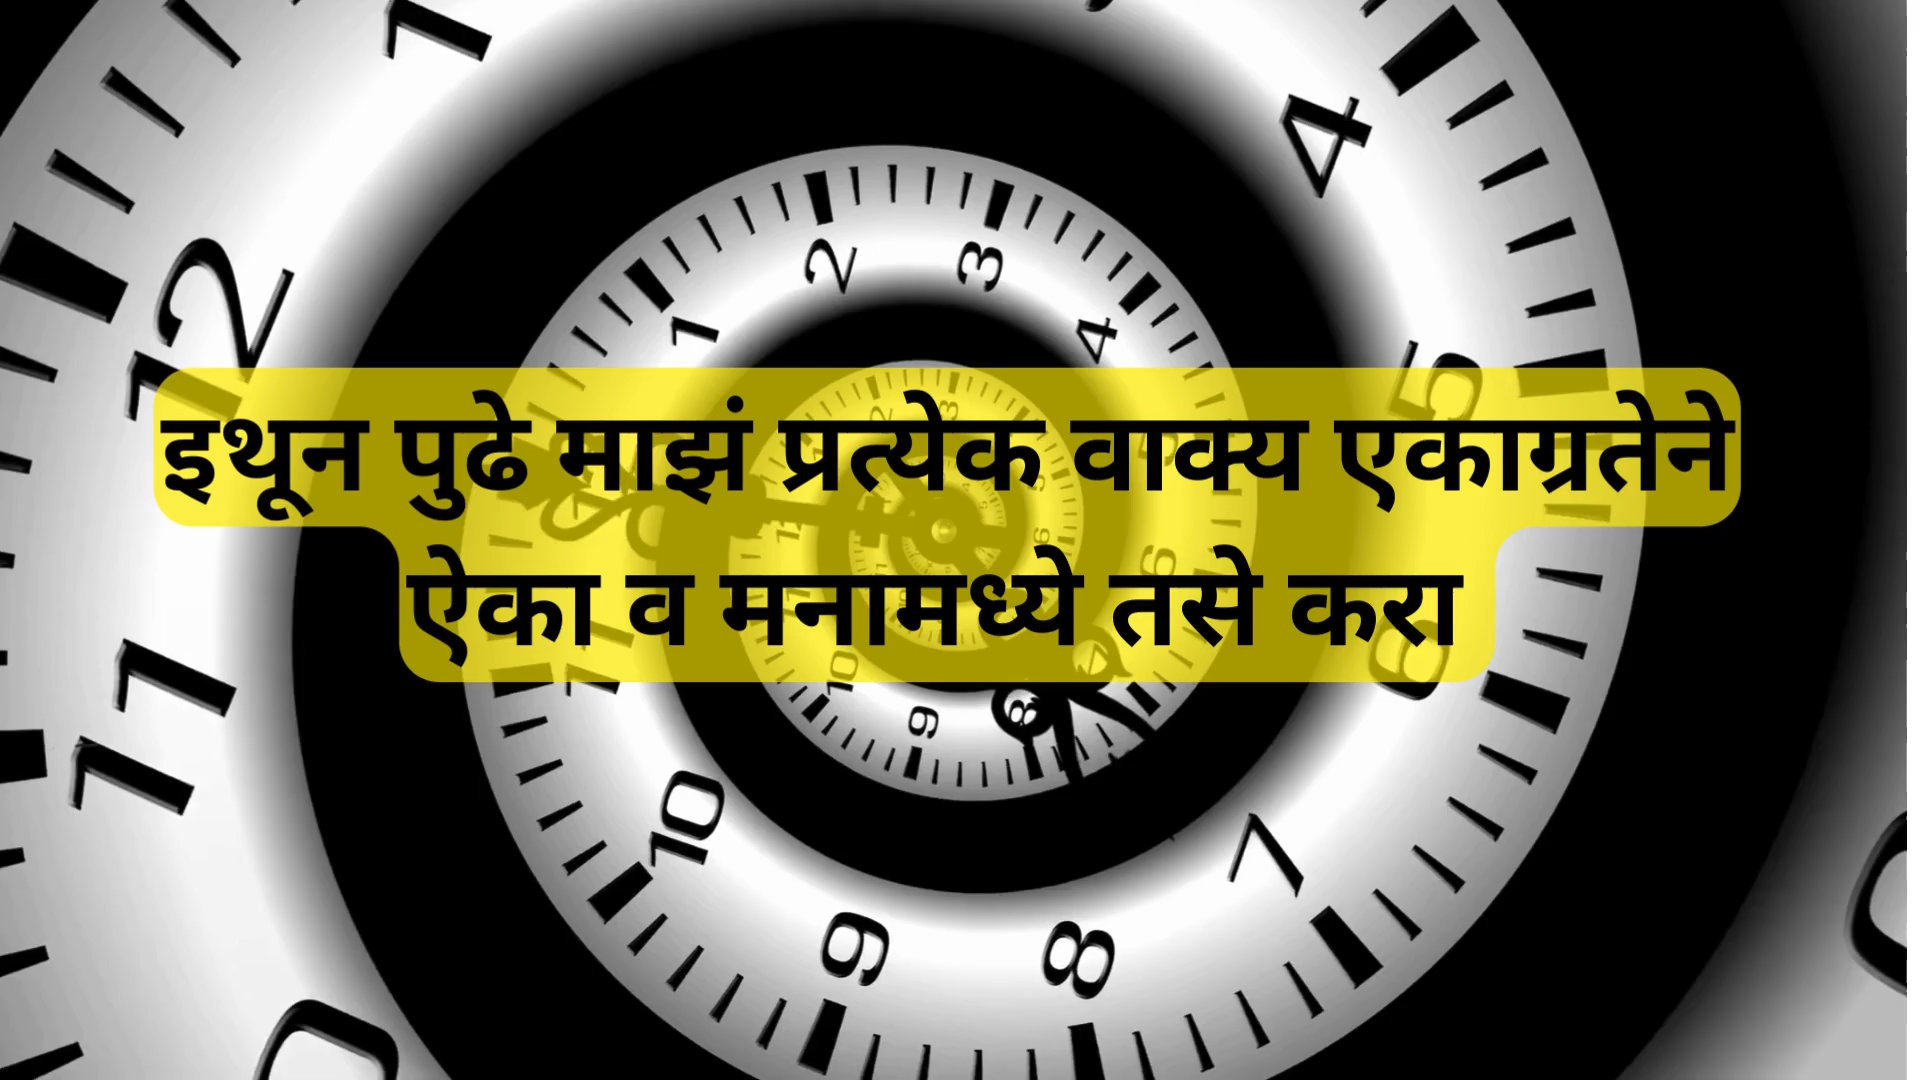 इथून पुढे माझं प्रत्येक वाक्य एकाग्रतेने
ऐका व मनामध्ये तसे करा